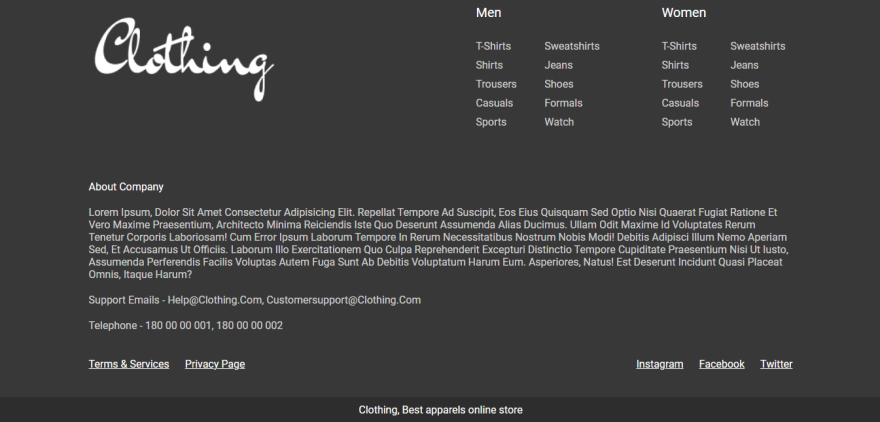 Clothing
Men
T-Shirts Sweatshirts
Shirts Jeans
Trousers Shoes
Casuals Formals
Sports Watch
Women
T-Shirts Sweatshirts
Shirts Jeans
Trousers Shoes
Casuals Formals
Sports Watch
About Company
Lorem Ipsum, Dolor Sit Amet Consectetur Adipisicing Elit. Repellat Tempore Ad Suscipit, Eos Eius Quisquam Sed Optio Nisi Quaerat Fugiat Ratione Et
Vero Maxime Praesentium, Architecto Minima Reiciendis Iste Quo Deserunt Assumenda Alias Ducimus. Ullam Odit Maxime Id Voluptates Rerum
Tenetur Corporis Laboriosam! Cum Error Ipsum Laborum Tempore In Rerum Necessitatibus Nostrum Nobis Modi! Debitis Adipisci Illum Nemo Aperiam
Sed, Et Accusamus Ut Officiis. Laborum Illo Exercitationem Quo Culpa Reprehenderit Excepturi Distinctio Tempore Cupiditate Praesentium Nisi Ut Iusto,
Assumenda Perferendis Facilis Voluptas Autem Fuga Sunt Ab Debitis Voluptatum Harum Eum. Asperiores, Natus! Est Deserunt Incidunt Quasi Placeat
Omnis, Itaque Harum?
Support Emails - Help@Clothing.Com, Customersupport@Clothing.Com
Telephone - 180 00 00 001, 180 00 00 002
Terms & Services Privacy Page Instagram Facebook Twitter
Clothing, Best apparels online store